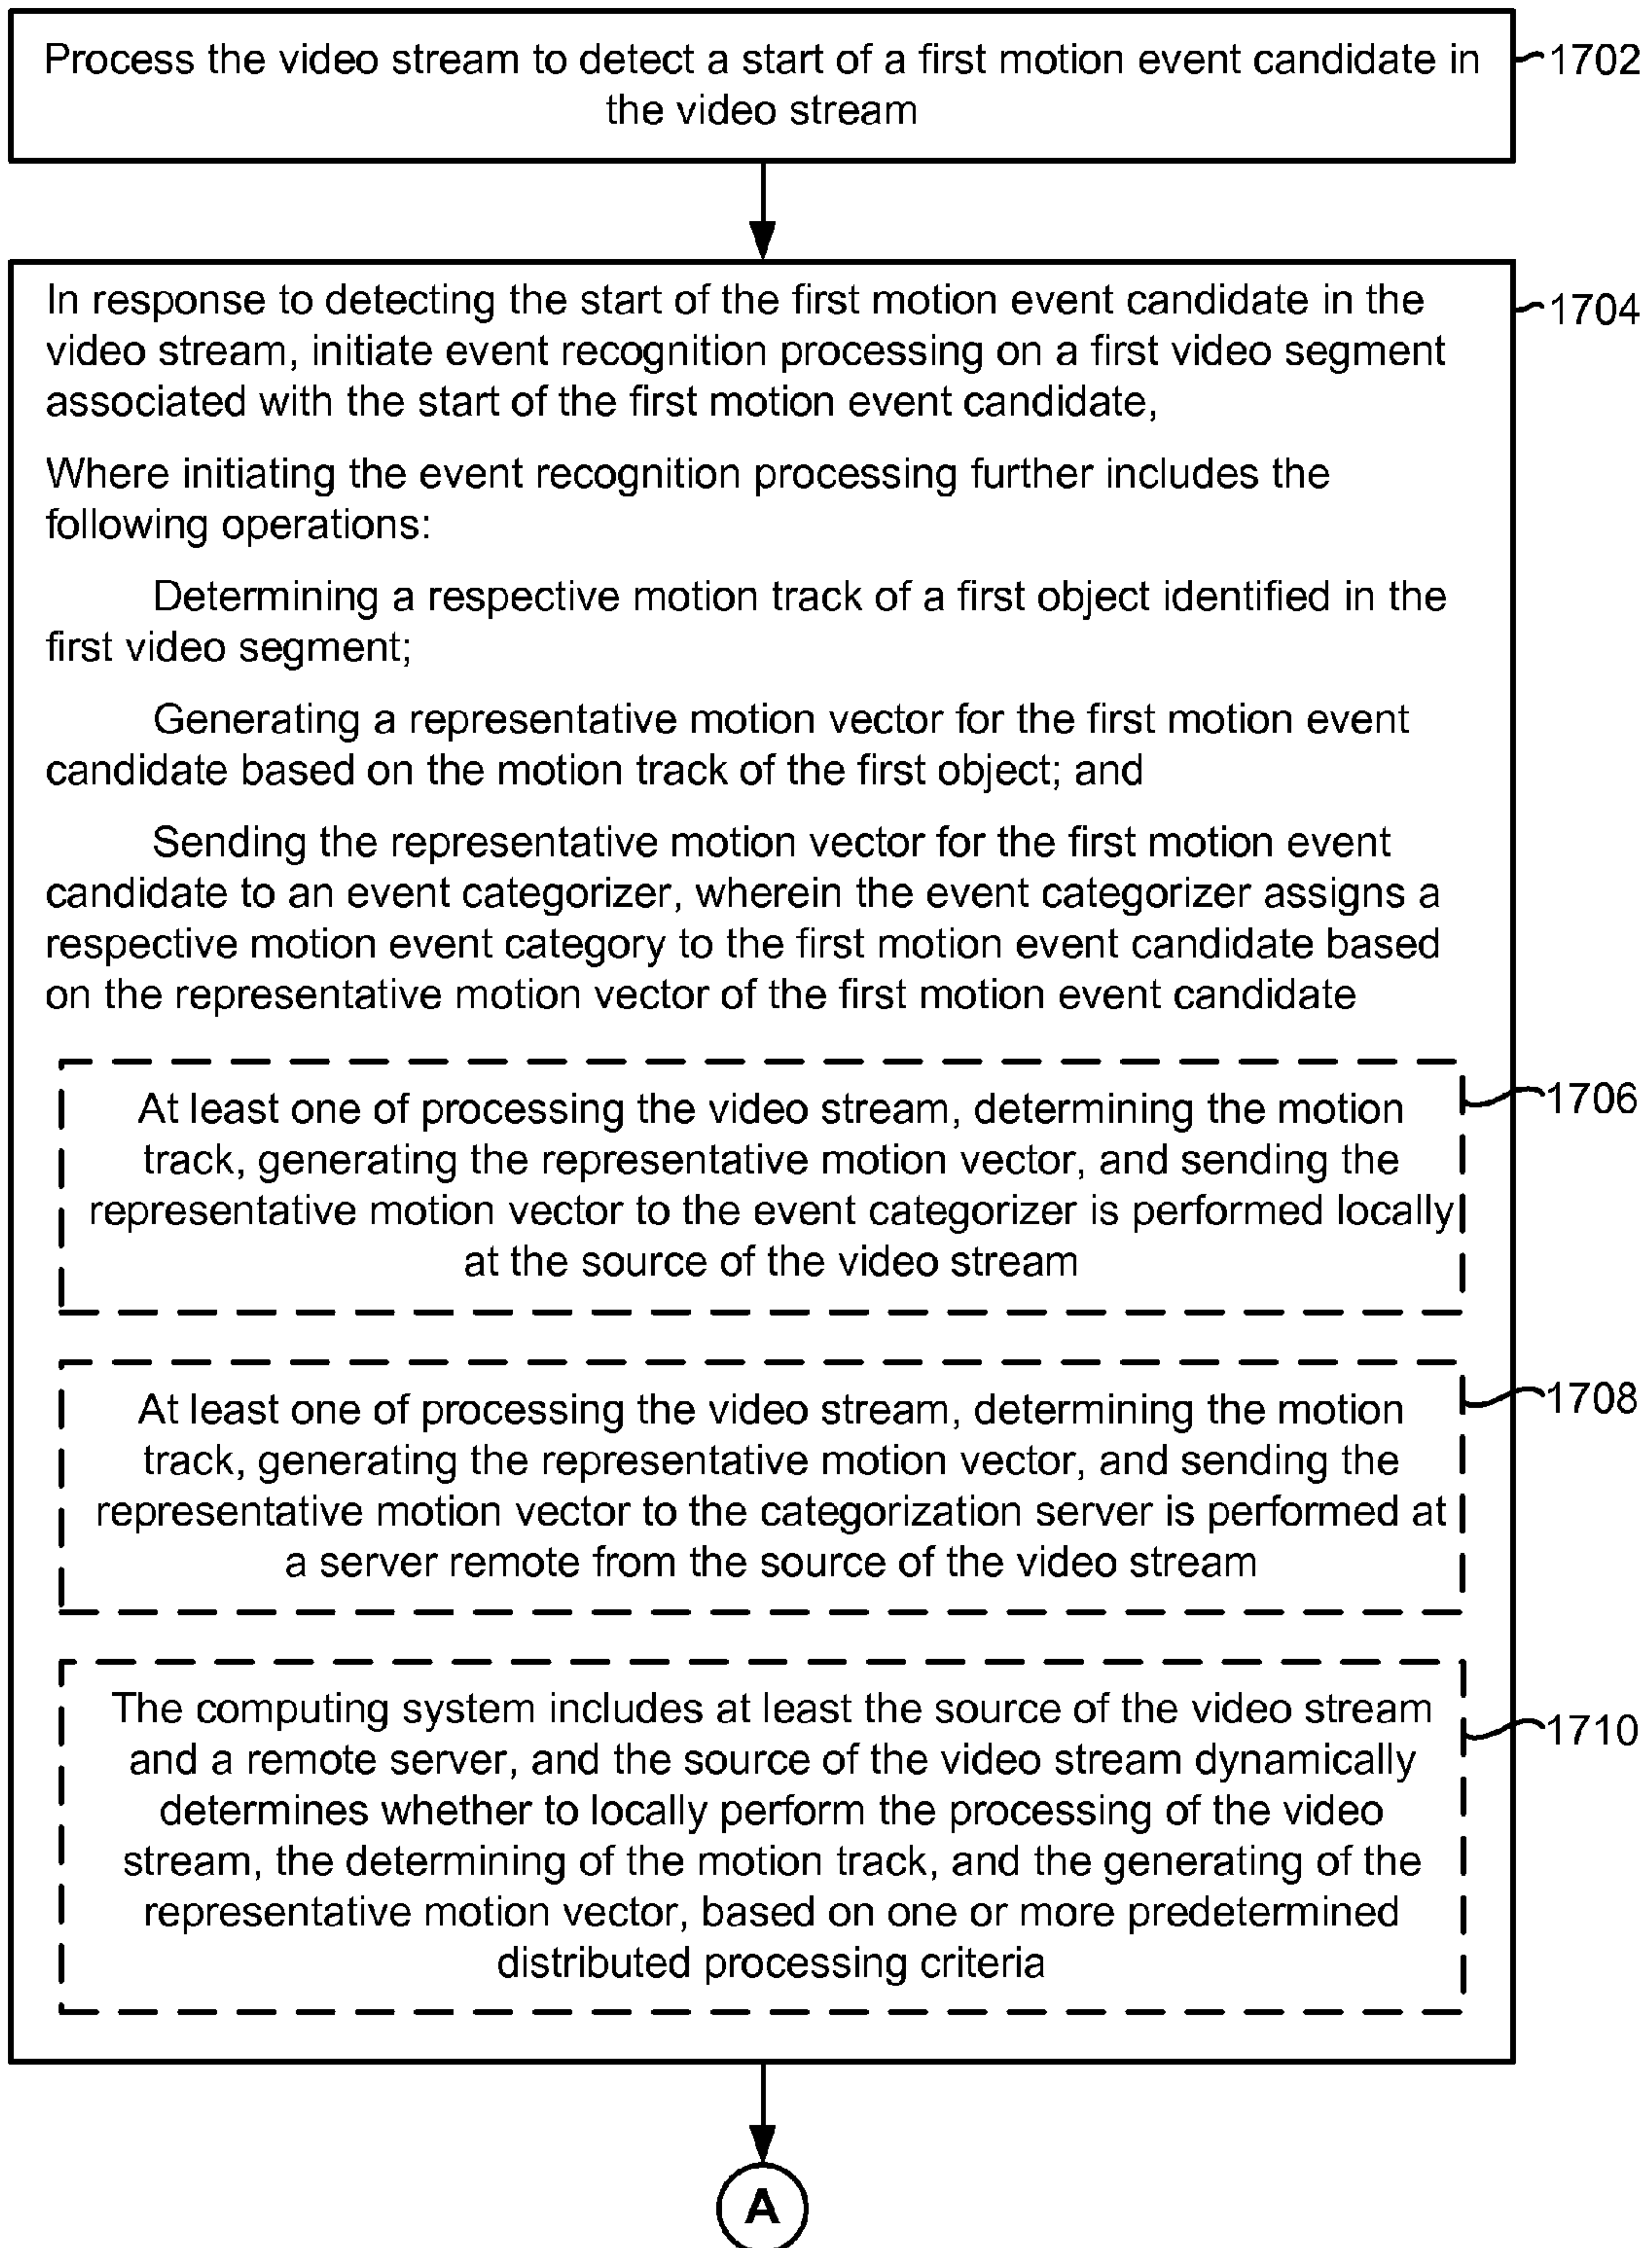 Process the video stream to detect a start of a first motion event candidate in
the video stream
1702
In response to detecting the start of the first motion event candidate in the
video stream, initiate event recognition processing on a first video segment
associated with the start of the first motion event candidate,
1704
Where initiating the event recognition processing further includes the
following operations:
Determining a respective motion track of a first object identified in the
first video segment;
Generating a representative motion vector for the first motion event
candidate based on the motion track of the first object; and
Sending the representative motion vector for the first motion event
candidate to an event categorizer, wherein the event categorizer assigns a
respective motion event category to the first motion event candidate based
on the representative motion vector of the first motion event candidate
At least one of processing the video stream, determining the motion
track, generating the representative motion vector, and sending the
representative motion vector to the event categorizer is performed locally
at the source of the video stream
1706
At least one of processing the video stream, determining the motion
track, generating the representative motion vector, and sending the
representative motion vector to the categorization server is performed at
a server remote from the source of the video stream
1708
The computing system includes at least the source of the video stream
and a remote server, and the source of the video stream dynamically
determines whether to locally perform the processing of the video
stream, the determining of the motion track, and the generating of the
representative motion vector, based on one or more predetermined
distributed processing criteria
1710
A